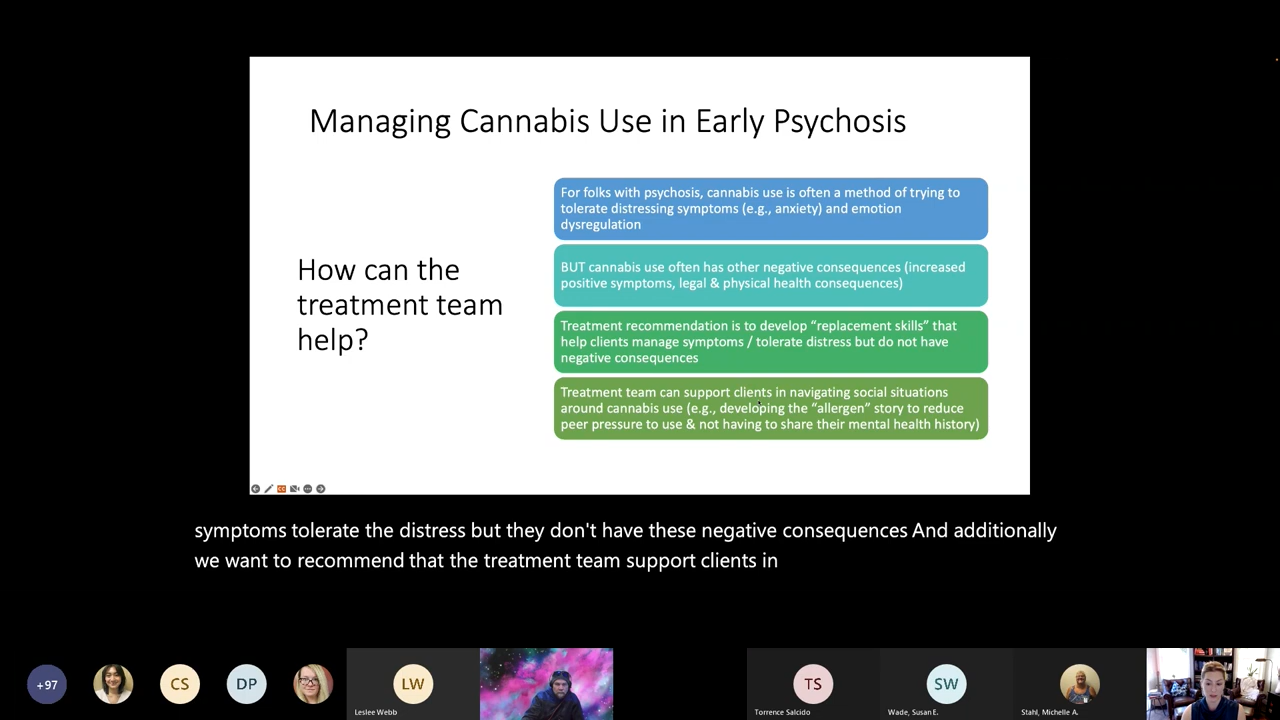 Managing Cannabis Use in Early Psychosis
How can the
treatment team
help?
For folks with psychosis, cannabis use is often a method of trying to
tolerate distressing symptoms (e.g., anxiety) and emotion
dysregulation
BUT cannabis use often has other negative consequences (increased
positive symptoms, legal & physical health consequences)
Treatment recommendation is to develop “replacement skills” that
help clients manage symptoms / tolerate distress but do not have
negative consequences
Treatment team can support clients in navigating social situations
around cannabis use (e.g., developing the “allergen” story to reduce
peer pressure to use & not having to share their mental health history)
symptoms tolerate the distress but they don't have these negative consequences And additionally
we want to recommend that the treatment team support clients in
+97
CS
DP
LW
Leslee Webb
TS
Torrence Salcido
SW
Wade, Susan E.
Stahl, Michelle A.